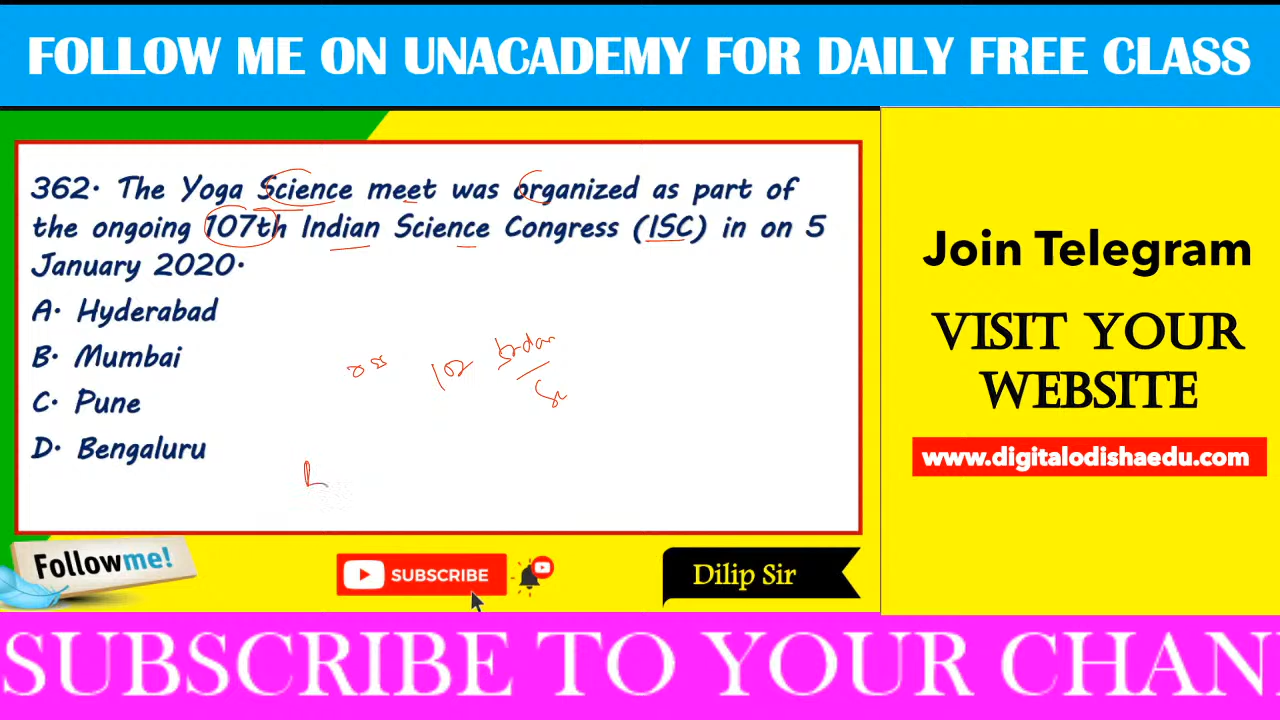 FOLLOW ME ON UNACADEMY FOR DAILY FREE CLASS
362. The Yoga Science meet was organized as part of
the ongoing 107th Indian Science Congress (ISC) in on 5
January 2020.
A. Hyderabad
B. Mumbai
C. Pune
D. Bengaluru
Join Telegram
VISIT YOUR
WEBSITE
www.digitalodishaedu.com
Followme!
SUBSCRIBE
Dilip Sir
SUBSCRIBE TO YOUR CHAN